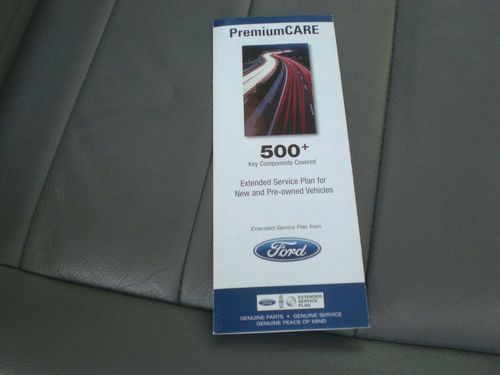 PremiumCARE
500+
Key Components Covered
Extended Service Plan for
New and Pre-owned Vehicles
Extended Service Plan from
Ford
Ford EXTENDED
SERVICE
PLAN
GENUINE PARTS • GENUINE SERVICE
GENUINE PEACE OF MIND